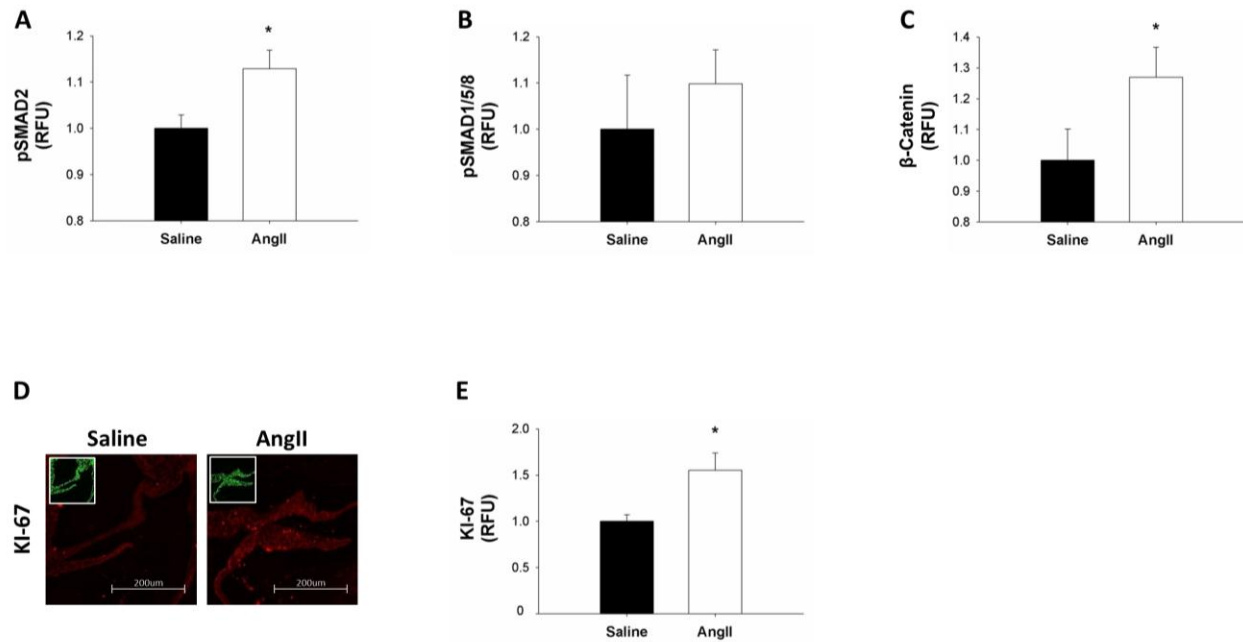 A
pSMAD2
(RFU)
1.2
*
1.1
1.0
0.9
0.8
Saline AngII
B
pSMAD1/5/8
(RFU)
1.2
1.1
1.0
0.9
0.8
Saline AngII
C
β-Catenin
(RFU)
1.4
*
1.3
1.2
1.1
1.0
0.9
0.8
Saline AngII
D
Saline AngII
KI-67
200um 200um
E
KI-67
(RFU)
2.0
*
1.5
1.0
0.5
0
Saline AngII